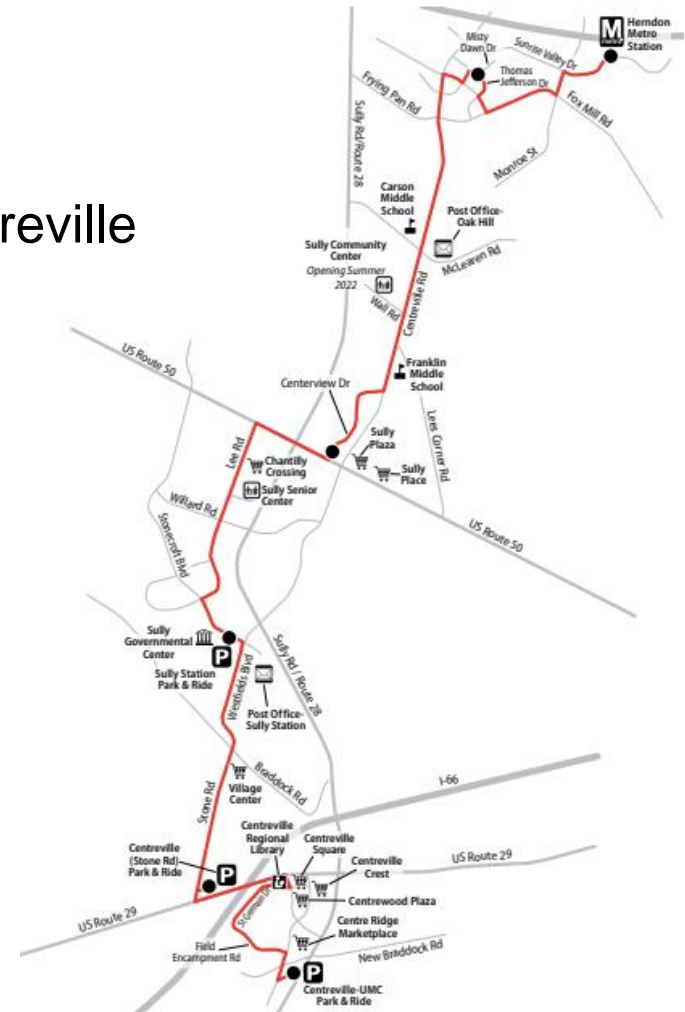 Herndon
Metro
Station
M
metro
Misty
Dawn Dr
Sunrise Valley Dr
Thomas
Jefferson Dr
Frying Pan Rd
Fox Mill Rd
Sully Rd/Route 28
Monroe St
reville
Carson
Middle
School
Post Office-
Oak Hill
McLearen Rd
Sully Community
Center
Opening Summer
2022
Wall Rd
Centreville Rd
US Route 50
Franklin
Middle
School
Centerview Dr
Lees Corner Rd
Sully
Plaza
Sully
Place
Lee Rd
Chantilly
Crossing
Sully Senior
Center
Willard Rd
US Route 50
Stonecroft Blvd
Sully
Governmental
Center
P
Sully Station
Park & Ride
Westfields Blvd
Sully Rd / Route 28
Post Office-
Sully Station
Braddock Rd
Village
Center
Stone Rd
I-66
Centreville
Regional
Library
Centreville
Square
Centreville
(Stone Rd)
Park & Ride
P
Centreville
Crest
US Route 29
Centrewood Plaza
St Germain Dr
US Route 29
Centre Ridge
Marketplace
Field
Encampment Rd
New Braddock Rd
P
Centreville-UMC
Park & Ride